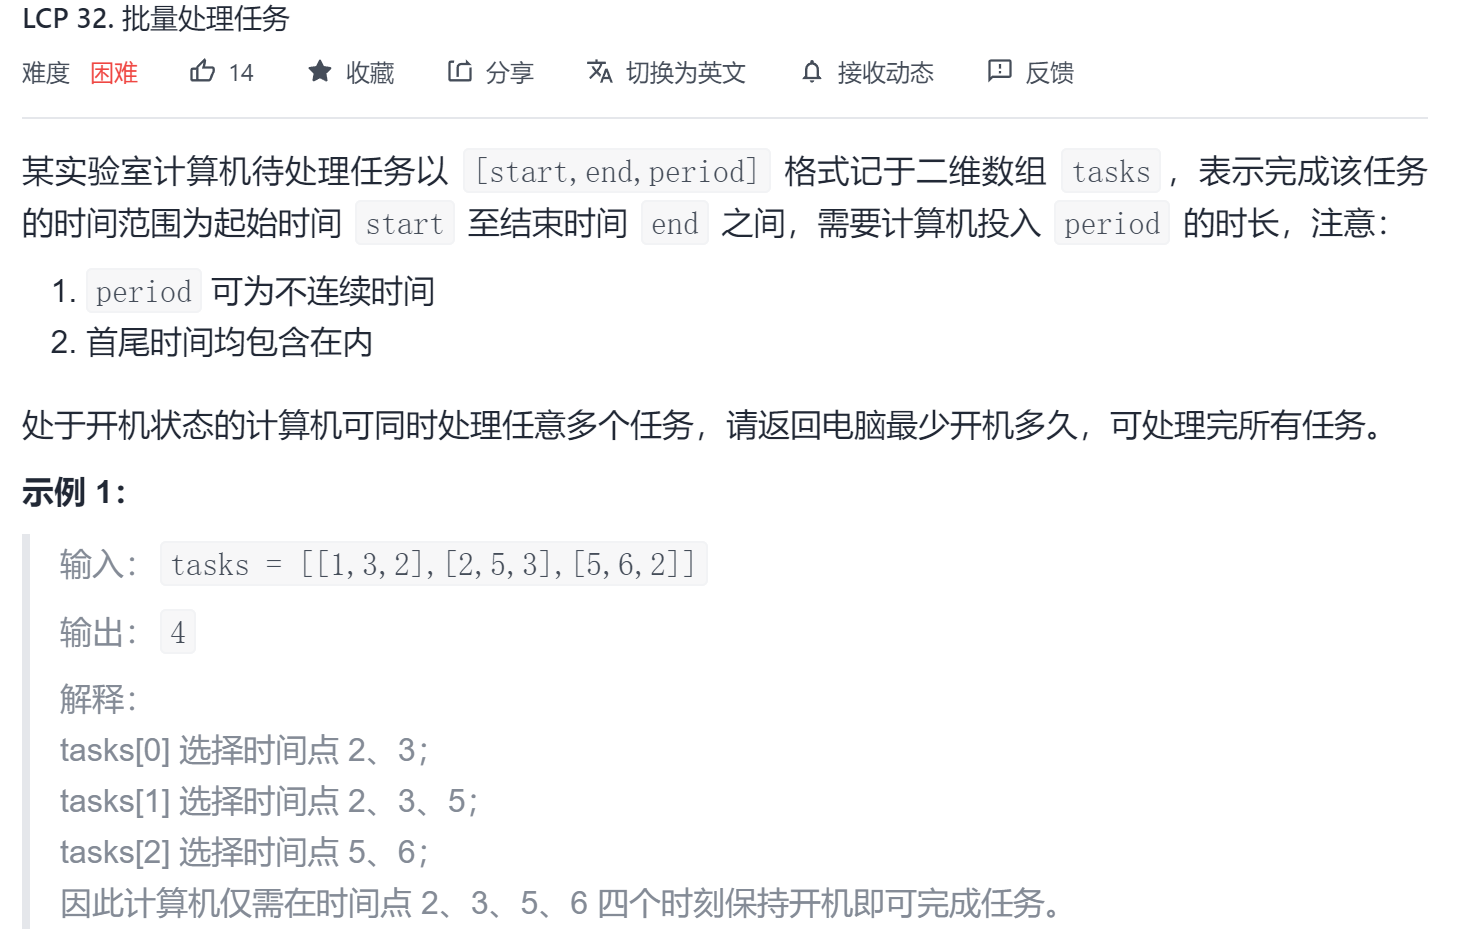 LCP 32. 批量处理任务
难度 困难 14 收藏 分享 切换为英文 接收动态 反馈
某实验室计算机待处理任务以 [start,end,period] 格式记于二维数组 tasks ，表示完成该任务
的时间范围为起始时间 start 至结束时间 end 之间，需要计算机投入 period 的时长，注意：
1. period 可为不连续时间
2. 首尾时间均包含在内
处于开机状态的计算机可同时处理任意多个任务，请返回电脑最少开机多久，可处理完所有任务。
示例 1：
输入： tasks = [[1,3,2],[2,5,3],[5,6,2]]
输出： 4
解释：
tasks[0] 选择时间点 2、3；
tasks[1] 选择时间点 2、3、5；
tasks[2] 选择时间点 5、6；
因此计算机仅需在时间点 2、3、5、6 四个时刻保持开机即可完成任务。